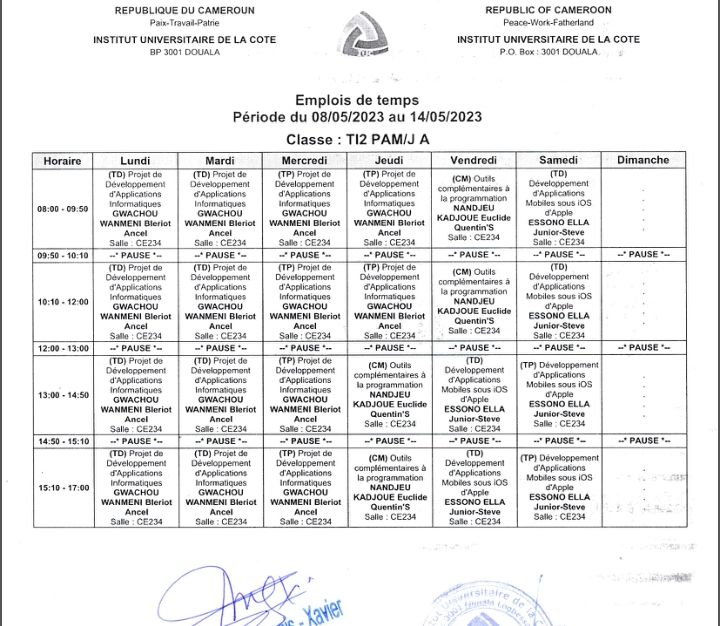 REPUBLIQUE DU CAMEROUN
Paix-Travail-Patrie
INSTITUT UNIVERSITAIRE DE LA COTE
BP 3001 DOUALA
REPUBLIC OF CAMEROON
Peace-Work-Fatherland
INSTITUT UNIVERSITAIRE DE LA COTE
P.O. Box : 3001 DOUALA
Emplois de temps
Période du 08/05/2023 au 14/05/2023
Classe : TI2 PAM/J A
Horaire Lundi Mardi Mercredi Jeudi Vendredi Samedi Dimanche
08:00 - 09:50
(TD) Projet de
Développement
d'Applications
Informatiques
GWACHOU
WANMENI Bleriot
Ancel
Salle : CE234
(TD) Projet de
Développement
d'Applications
Informatiques
GWACHOU
WANMENI Bleriot
Ancel
Salle : CE234
(TP) Projet de
Développement
d'Applications
Informatiques
GWACHOU
WANMENI Bleriot
Ancel
Salle : CE234
(TP) Projet de
Développement
d'Applications
Informatiques
GWACHOU
WANMENI Bleriot
Ancel
Salle : CE234
(CM) Outils
complémentaires à
la programmation
NANDJEU
KADJOUE Euclide
Quentin'S
Salle : CE234
(TD)
Développement
d'Applications
Mobiles sous iOS
d'Apple
ESSONO ELLA
Junior-Steve
Salle : CE234
09:50 - 10:10 --* PAUSE *-- --* PAUSE *-- --* PAUSE *-- --* PAUSE *-- --* PAUSE *-- --* PAUSE *-- --* PAUSE *--
10:10 - 12:00
(TD) Projet de
Développement
d'Applications
Informatiques
GWACHOU
WANMENI Bleriot
Ancel
Salle : CE234
(TD) Projet de
Développement
d'Applications
Informatiques
GWACHOU
WANMENI Bleriot
Ancel
Salle : CE234
(TP) Projet de
Développement
d'Applications
Informatiques
GWACHOU
WANMENI Bleriot
Ancel
Salle : CE234
(TP) Projet de
Développement
d'Applications
Informatiques
GWACHOU
WANMENI Bleriot
Ancel
Salle : CE234
(CM) Outils
complémentaires à
la programmation
NANDJEU
KADJOUE Euclide
Quentin'S
Salle : CE234
(TD)
Développement
d'Applications
Mobiles sous iOS
d'Apple
ESSONO ELLA
Junior-Steve
Salle : CE234
12:00 - 13:00 --* PAUSE *-- --* PAUSE *-- --* PAUSE *-- --* PAUSE *-- --* PAUSE *-- --* PAUSE *-- --* PAUSE *--
13:00 - 14:50
(TD) Projet de
Développement
d'Applications
Informatiques
GWACHOU
WANMENI Bleriot
Ancel
Salle : CE234
(TD) Projet de
Développement
d'Applications
Informatiques
GWACHOU
WANMENI Bleriot
Ancel
Salle : CE234
(TP) Projet de
Développement
d'Applications
Informatiques
GWACHOU
WANMENI Bleriot
Ancel
Salle : CE234
(CM) Outils
complémentaires à
la programmation
NANDJEU
KADJOUE Euclide
Quentin'S
Salle : CE234
(TD)
Développement
d'Applications
Mobiles sous iOS
d'Apple
ESSONO ELLA
Junior-Steve
Salle : CE234
(TP) Développement
d'Applications
Mobiles sous iOS
d'Apple
ESSONO ELLA
Junior-Steve
Salle : CE234
14:50 - 15:10 --* PAUSE *-- --* PAUSE *-- --* PAUSE *-- --* PAUSE *-- --* PAUSE *-- --* PAUSE *-- --* PAUSE *--
15:10 - 17:00
(TD) Projet de
Développement
d'Applications
Informatiques
GWACHOU
WANMENI Bleriot
Ancel
Salle : CE234
(TD) Projet de
Développement
d'Applications
Informatiques
GWACHOU
WANMENI Bleriot
Ancel
Salle : CE234
(TP) Projet de
Développement
d'Applications
Informatiques
GWACHOU
WANMENI Bleriot
Ancel
Salle : CE234
(CM) Outils
complémentaires à
la programmation
NANDJEU
KADJOUE Euclide
Quentin'S
Salle : CE234
(TD)
Développement
d'Applications
Mobiles sous iOS
d'Apple
ESSONO ELLA
Junior-Steve
Salle : CE234
(TP) Développement
d'Applications
Mobiles sous iOS
d'Apple
ESSONO ELLA
Junior-Steve
Salle : CE234
Xavier
Universitaire de la